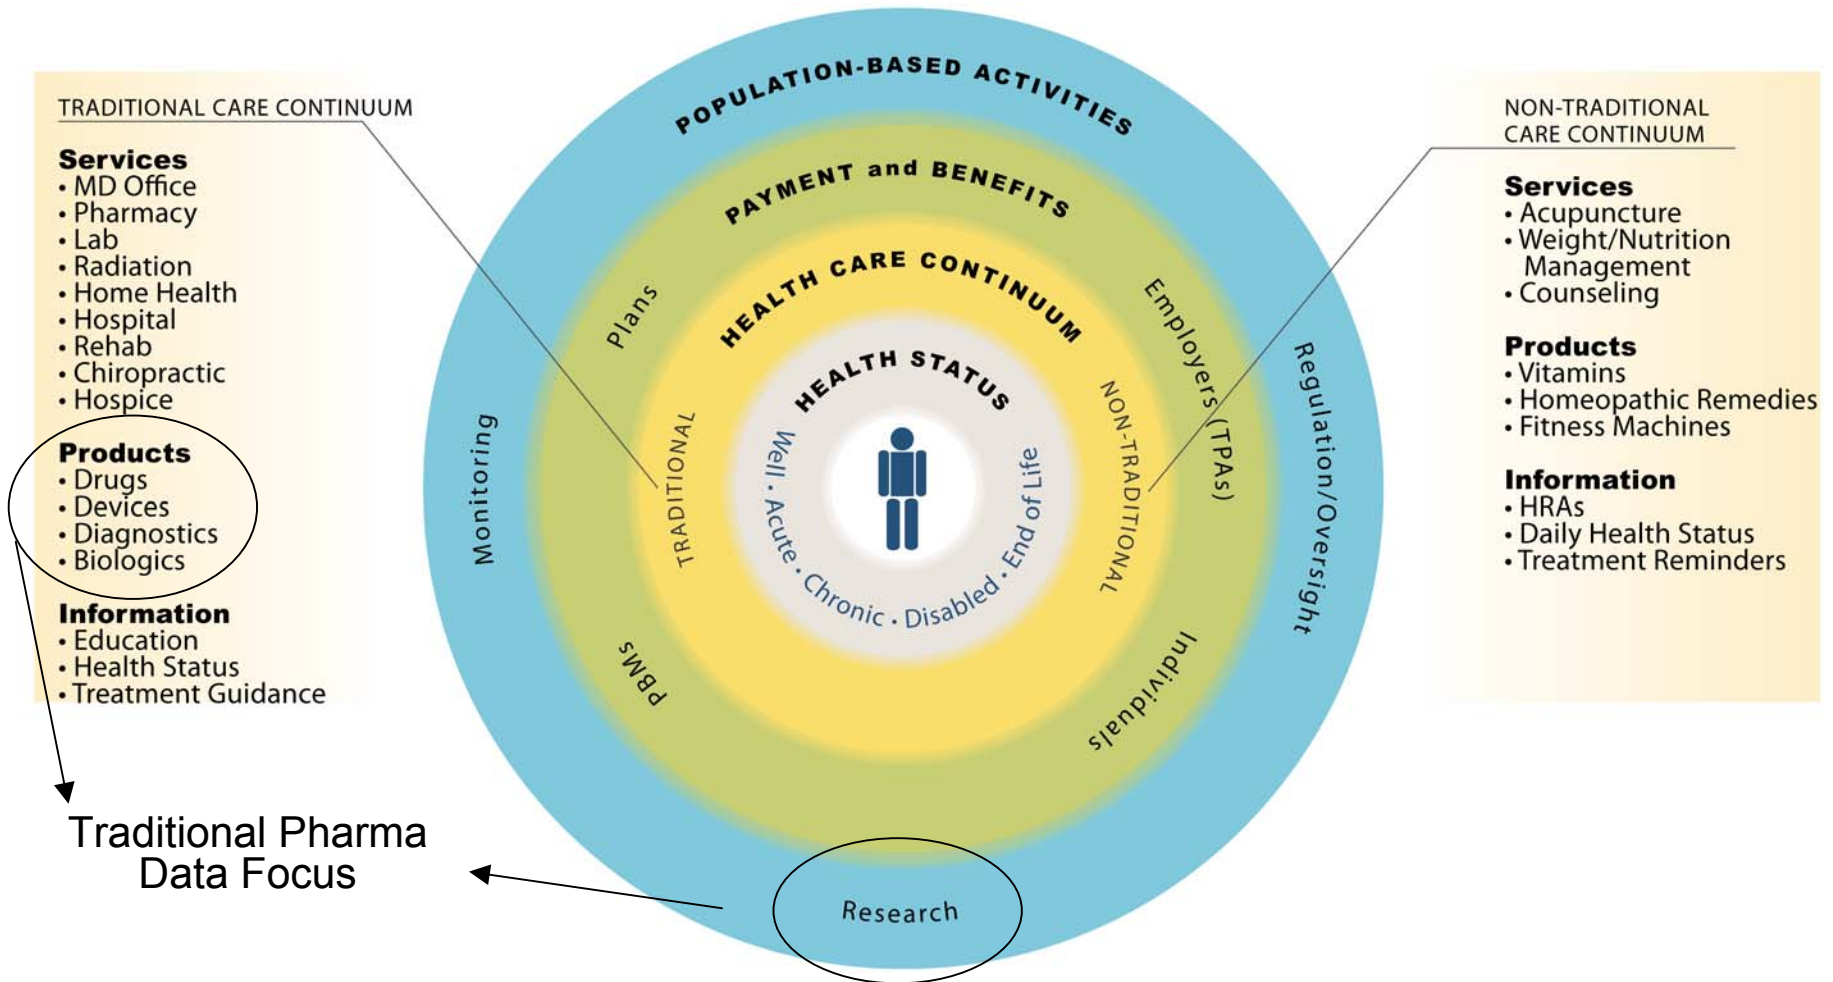 TRADITIONAL CARE CONTINUUM
Services
• MD Office
• Pharmacy
• Lab
• Radiation
• Home Health
• Hospital
• Rehab
• Chiropractic
• Hospice
Products
• Drugs
• Devices
• Diagnostics
• Biologics
Information
• Education
• Health Status
• Treatment Guidance
Traditional Pharma
Data Focus
POPULATION-BASED ACTIVITIES
Monitoring
Regulation/Oversight
Research
PAYMENT and BENEFITS
Plans
Employers (TPAs)
PBMs
Individuals
HEALTH CARE CONTINUUM
TRADITIONAL
NON-TRADITIONAL
HEALTH STATUS
Well • Acute • Chronic • Disabled • End of Life
NON-TRADITIONAL
CARE CONTINUUM
Services
• Acupuncture
• Weight/Nutrition
Management
• Counseling
Products
• Vitamins
• Homeopathic Remedies
• Fitness Machines
Information
• HRAs
• Daily Health Status
• Treatment Reminders